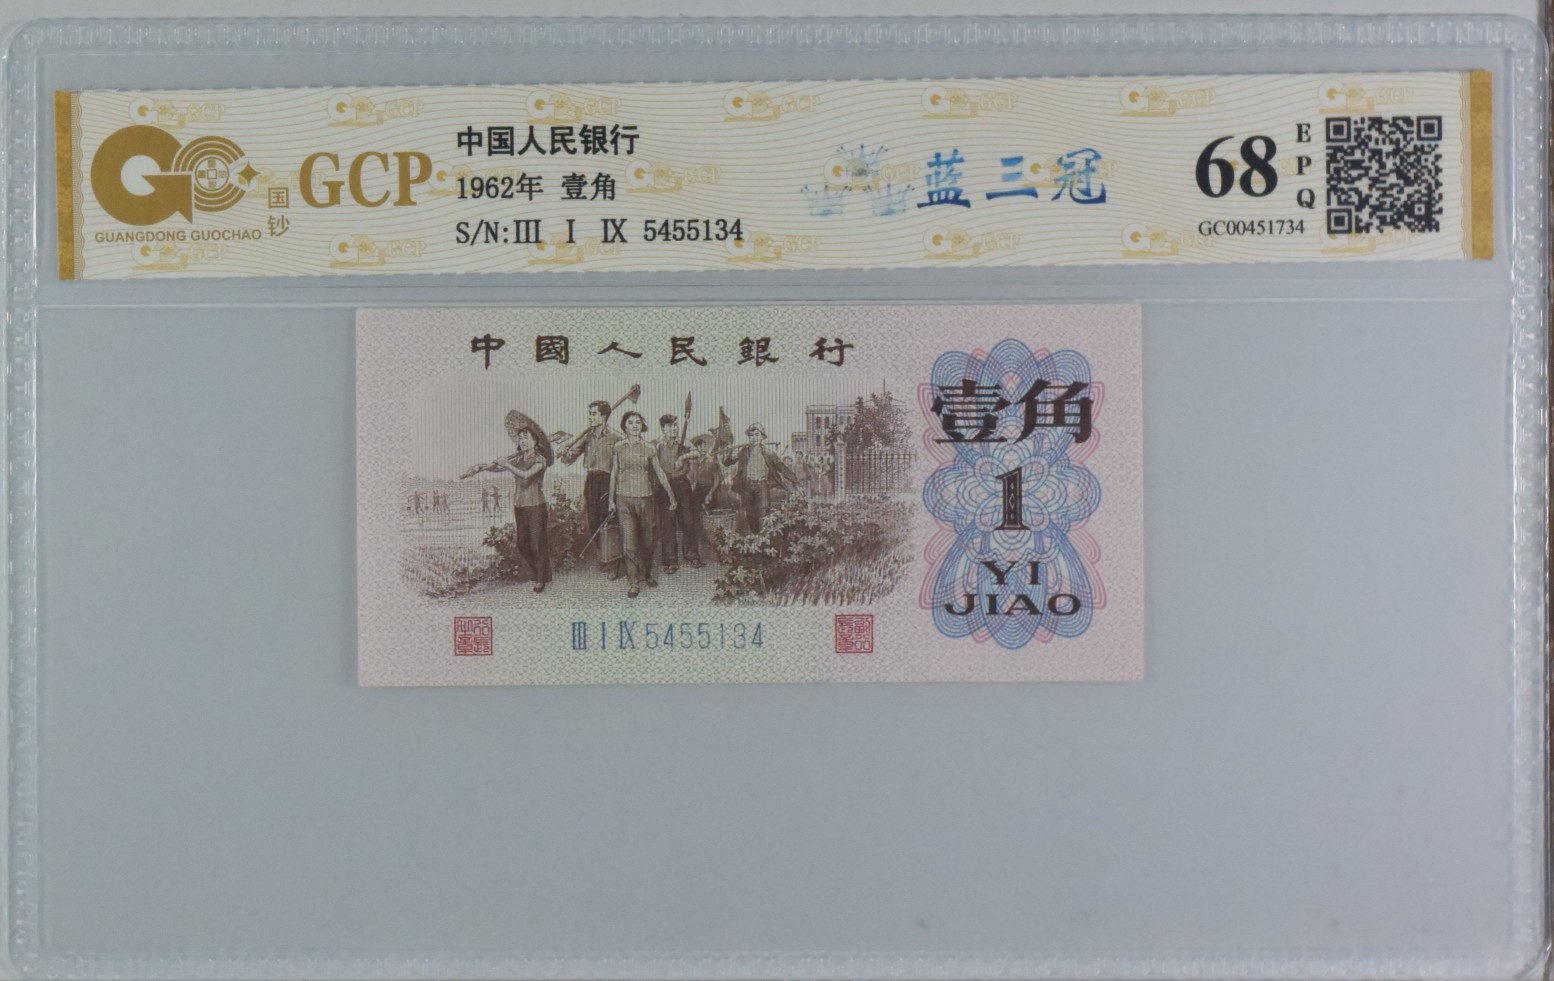 中国人民银行
1962年 壹角
S/N:Ⅲ Ⅰ Ⅸ 5455134
GCP
国钞
GUANGDONG GUOCHAO
蓝三冠
68
EPQ
GC00451734
中國人民銀行
壹角
1
YI
JIAO
Ⅲ Ⅰ Ⅸ 5455134